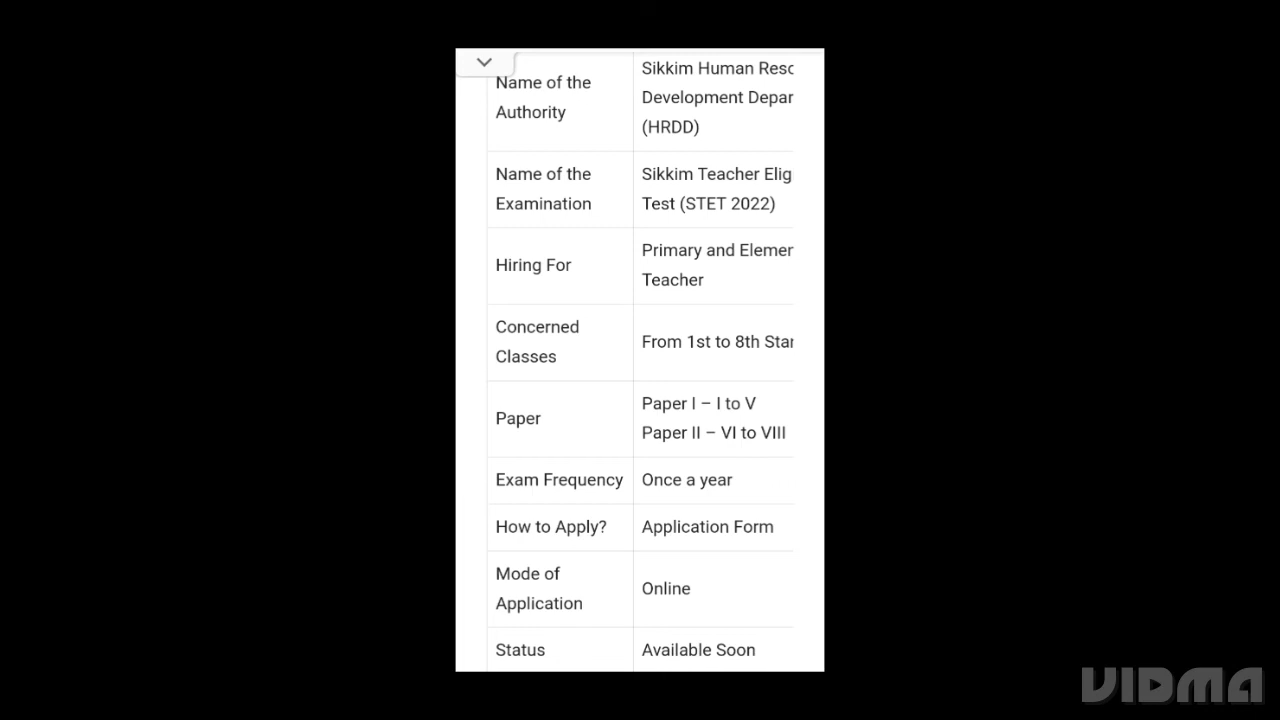 Name of the
Authority
Sikkim Human Reso
Development Depar
(HRDD)
Name of the
Examination
Sikkim Teacher Elig
Test (STET 2022)
Hiring For
Primary and Elemen
Teacher
Concerned
Classes
From 1st to 8th Stan
Paper
Paper I – I to V
Paper II – VI to VIII
Exam Frequency
Once a year
How to Apply?
Application Form
Mode of
Application
Online
Status
Available Soon
VIDMA